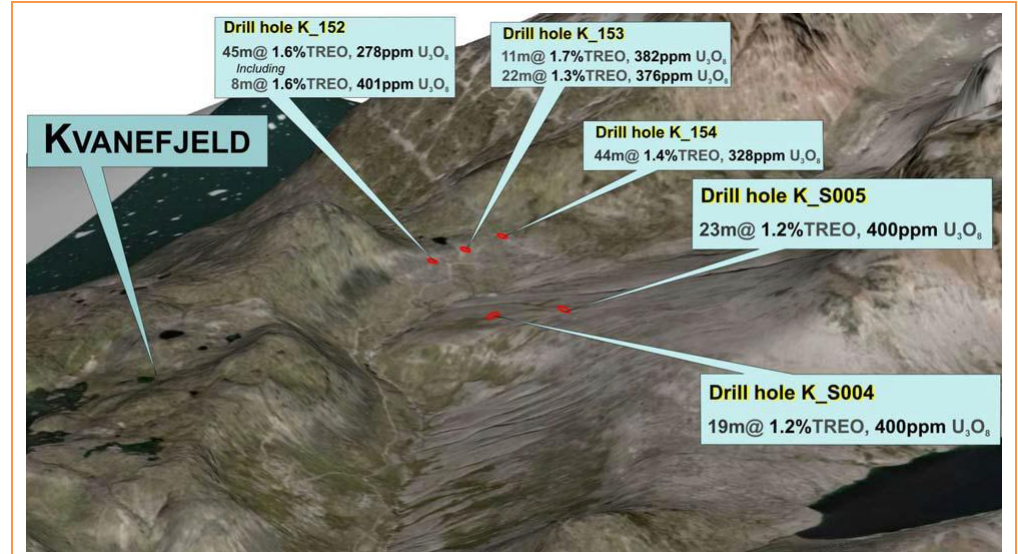 Drill hole K_152
45m@ 1.6%TREO, 278ppm U₃O₈
Including
8m@ 1.6%TREO, 401ppm U₃O₈
Drill hole K_153
11m@ 1.7%TREO, 382ppm U₃O₈
22m@ 1.3%TREO, 376ppm U₃O₈
KVANEFJELD
Drill hole K_154
44m@ 1.4%TREO, 328ppm U₃O₈
Drill hole K_S005
23m@ 1.2%TREO, 400ppm U₃O₈
Drill hole K_S004
19m@ 1.2%TREO, 400ppm U₃O₈